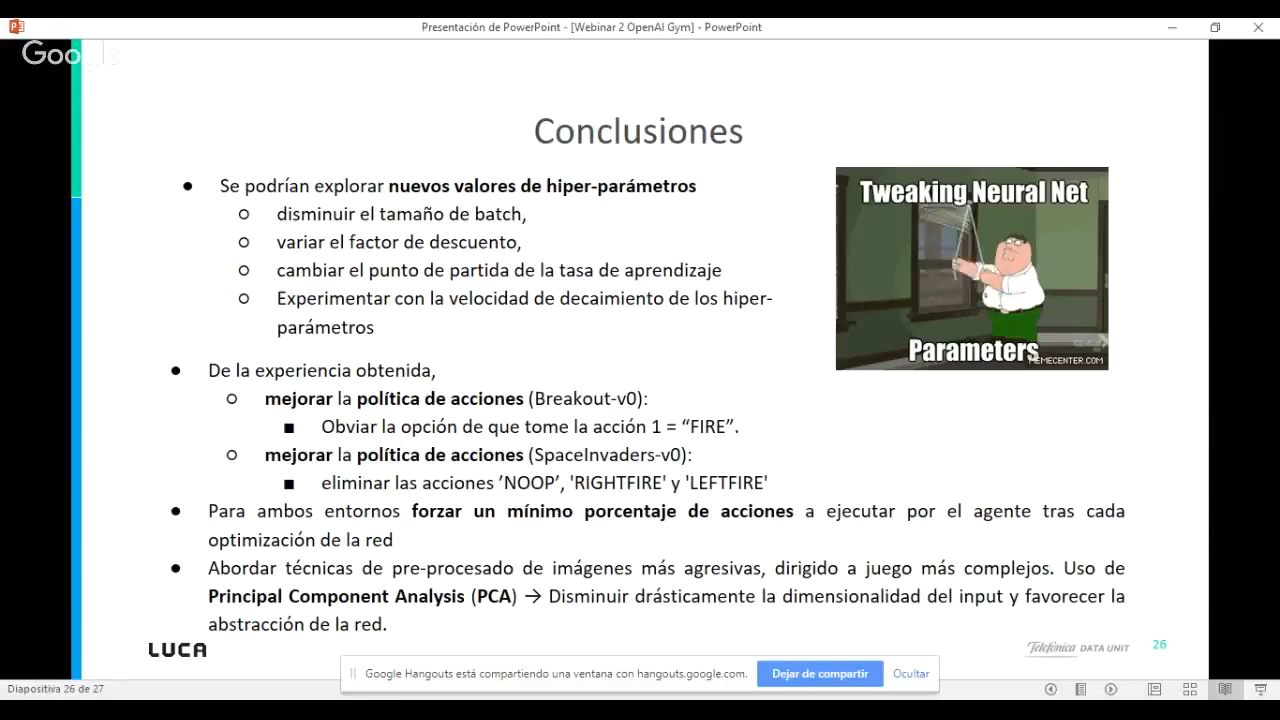 Presentación de PowerPoint - [Webinar 2 OpenAI Gym] - PowerPoint
Google
Conclusiones
● Se podrían explorar nuevos valores de hiper-parámetros
○ disminuir el tamaño de batch,
○ variar el factor de descuento,
○ cambiar el punto de partida de la tasa de aprendizaje
○ Experimentar con la velocidad de decaimiento de los hiper-
parámetros
Tweaking Neural Net
Parameters
MEMECENTER.COM
● De la experiencia obtenida,
○ mejorar la política de acciones (Breakout-v0):
■ Obviar la opción de que tome la acción 1 = “FIRE”.
○ mejorar la política de acciones (SpaceInvaders-v0):
■ eliminar las acciones ’NOOP’, 'RIGHTFIRE' y 'LEFTFIRE'
● Para ambos entornos forzar un mínimo porcentaje de acciones a ejecutar por el agente tras cada
optimización de la red
● Abordar técnicas de pre-procesado de imágenes más agresivas, dirigido a juego más complejos. Uso de
Principal Component Analysis (PCA) → Disminuir drásticamente la dimensionalidad del input y favorecer la
abstracción de la red.
LUCA
Telefónica DATA UNIT
26
Google Hangouts está compartiendo una ventana con hangouts.google.com.
Dejar de compartir
Ocultar
Diapositiva 26 de 27